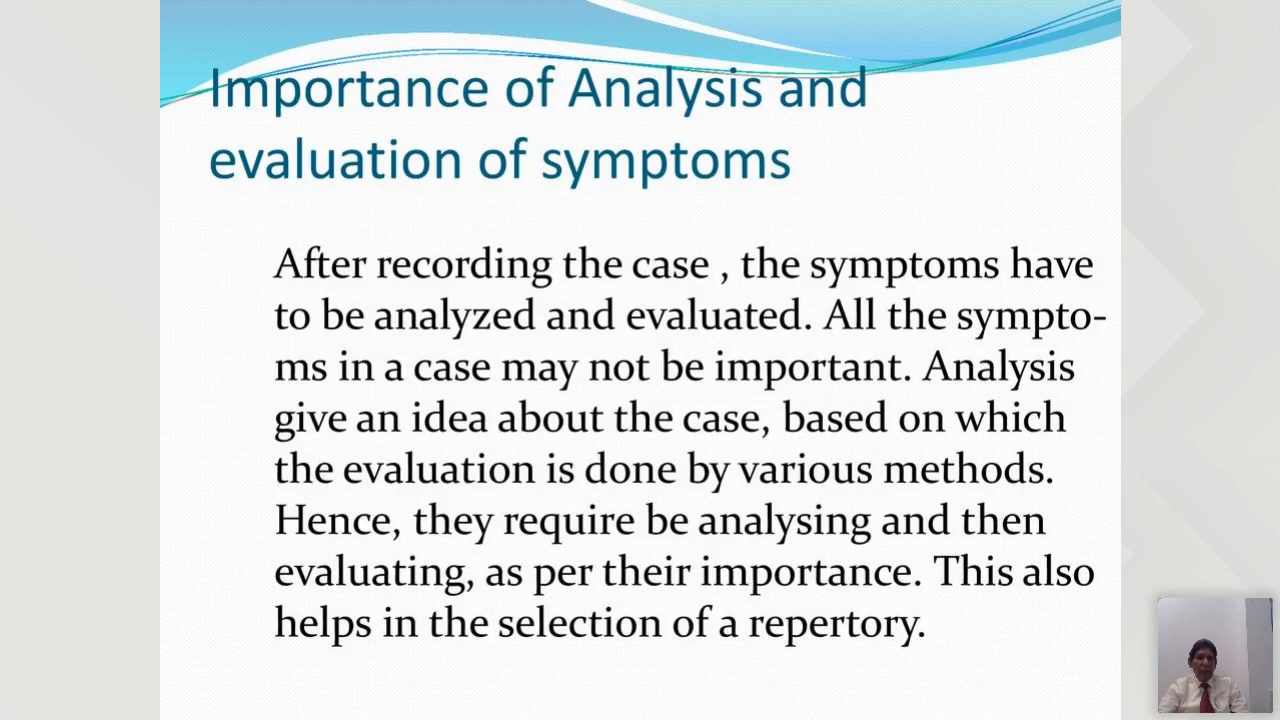 Importance of Analysis and
evaluation of symptoms
After recording the case , the symptoms have
to be analyzed and evaluated. All the sympto-
ms in a case may not be important. Analysis
give an idea about the case, based on which
the evaluation is done by various methods.
Hence, they require be analysing and then
evaluating, as per their importance. This also
helps in the selection of a repertory.